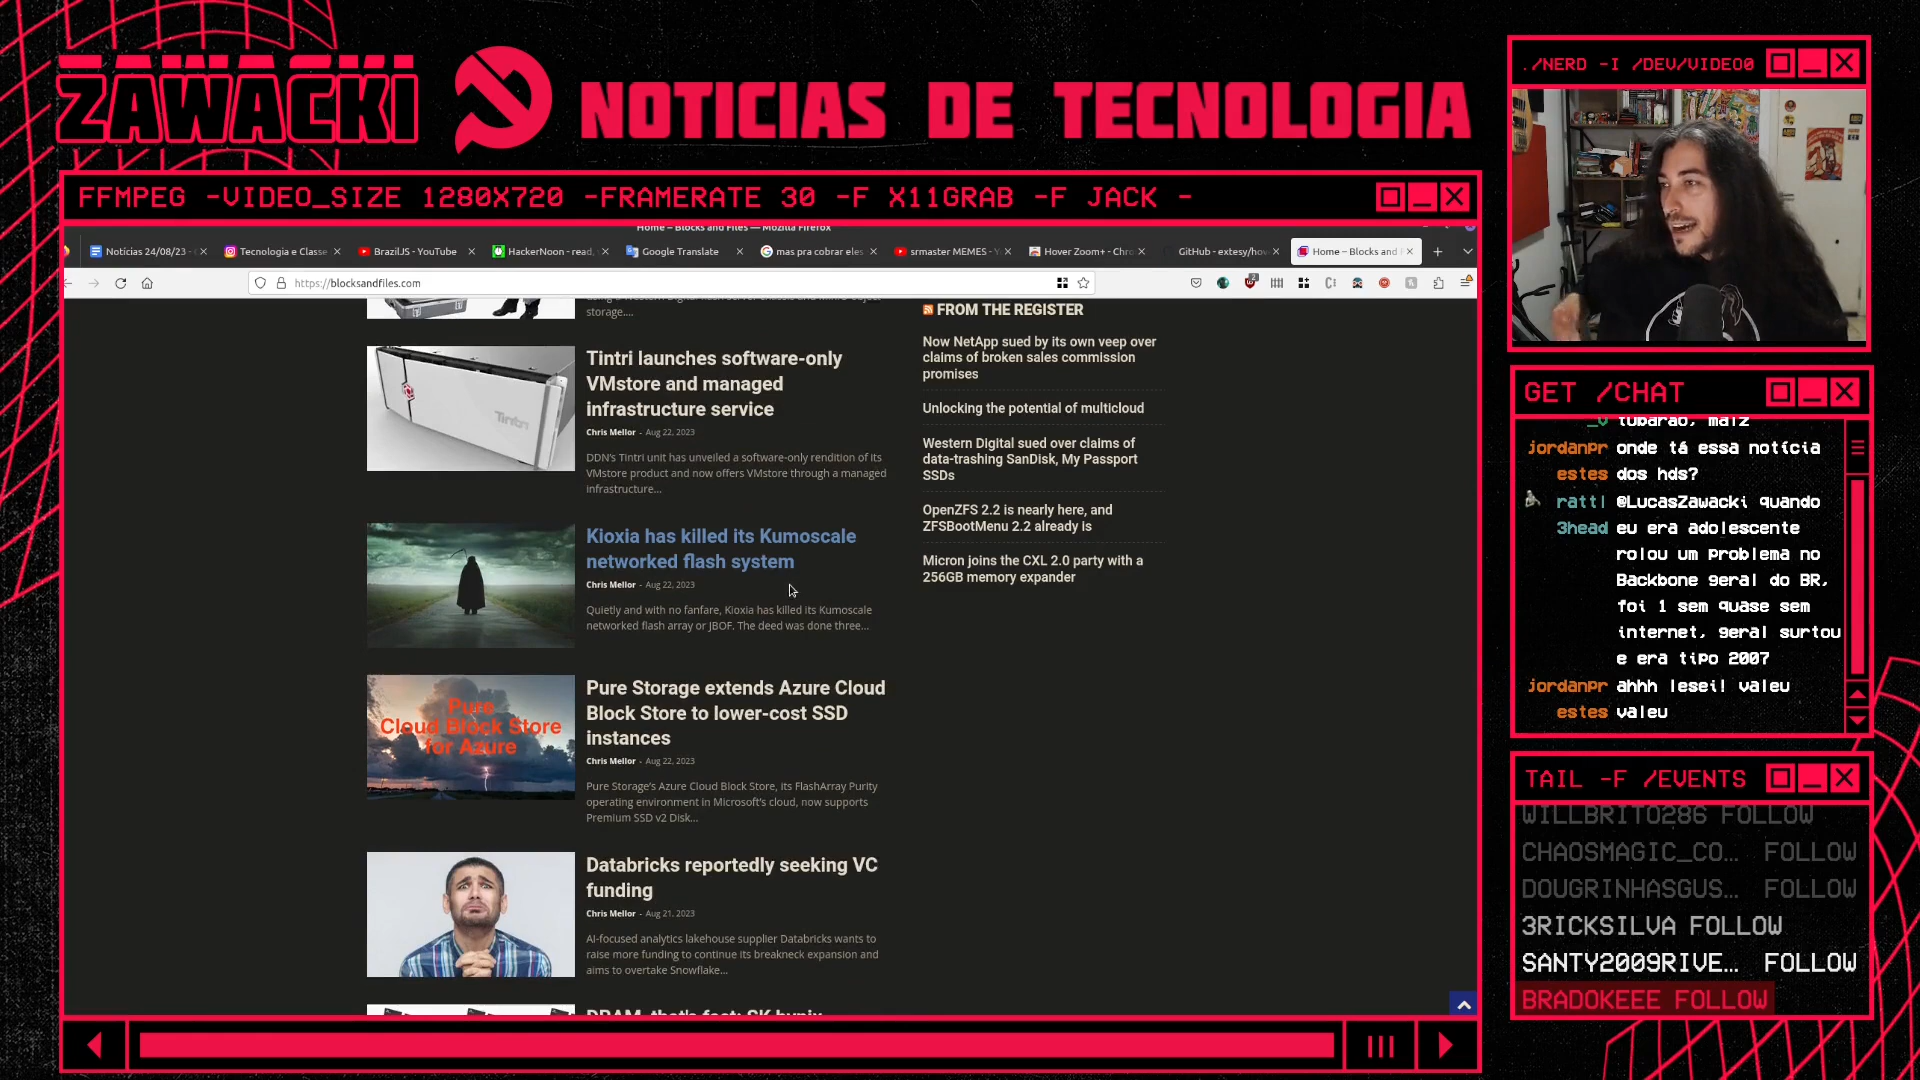 ZAWACKI
NOTICIAS DE TECNOLOGIA
FFMPEG -VIDEO_SIZE 1280X720 -FRAMERATE 30 -F X11GRAB -F JACK -
Home – Blocks and Files — Mozilla Firefox
Notícias 24/08/23 -
Tecnologia e Classe
BrazilJS - YouTube
HackerNoon - read,
Google Translate
mas pra cobrar eles
srmaster MEMES - Y
Hover Zoom+ - Chro
GitHub - extesy/hov
Home – Blocks and F
https://blocksandfiles.com
storage....
Tintri launches software-only
VMstore and managed
infrastructure service
Chris Mellor - Aug 22, 2023
DDN's Tintri unit has unveiled a software-only rendition of its
VMstore product and now offers VMstore through a managed
infrastructure...
Tintri
Kioxia has killed its Kumoscale
networked flash system
Chris Mellor - Aug 22, 2023
Quietly and with no fanfare, Kioxia has killed its Kumoscale
networked flash array or JBOF. The deed was done three...
Pure
Cloud Block Store
for Azure
Pure Storage extends Azure Cloud
Block Store to lower-cost SSD
instances
Chris Mellor - Aug 22, 2023
Pure Storage's Azure Cloud Block Store, its FlashArray Purity
operating environment in Microsoft's cloud, now supports
Premium SSD v2 Disk...
Databricks reportedly seeking VC
funding
Chris Mellor - Aug 21, 2023
AI-focused analytics lakehouse supplier Databricks wants to
raise more funding to continue its breakneck expansion and
aims to overtake Snowflake...
DRAM, that's fast: SK hynix
FROM THE REGISTER
Now NetApp sued by its own veep over
claims of broken sales commission
promises
Unlocking the potential of multicloud
Western Digital sued over claims of
data-trashing SanDisk, My Passport
SSDs
OpenZFS 2.2 is nearly here, and
ZFSBootMenu 2.2 already is
Micron joins the CXL 2.0 party with a
256GB memory expander
./NERD -I /DEV/VIDEO0
GET /CHAT
_v tubarao, maiz
jordanpr onde tá essa notícia
estes dos hds?
rattl @LucasZawacki quando
3head eu era adolescente
rolou um problema no
Backbone geral do BR,
foi 1 sem quase sem
internet, geral surtou
e era tipo 2007
jordanpr ahhh lesei! valeu
estes valeu
TAIL -F /EVENTS
WILLBRITO286 FOLLOW
CHAOSMAGIC_CO... FOLLOW
DOUGRINHASGUS... FOLLOW
3RICKSILVA FOLLOW
SANTY2009RIVE... FOLLOW
BRADOKEEE FOLLOW